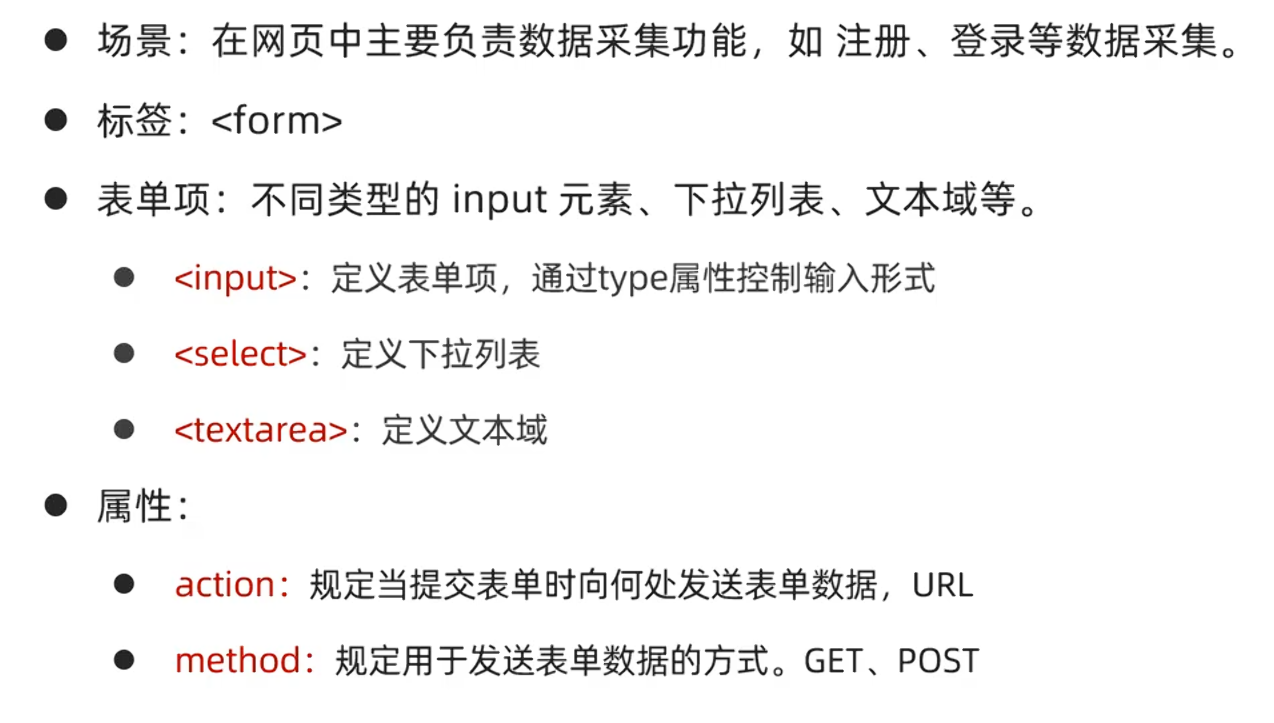 场景：在网页中主要负责数据采集功能，如 注册、登录等数据采集。
标签：<form>
表单项：不同类型的 input 元素、下拉列表、文本域等。
<input>：定义表单项，通过type属性控制输入形式
<select>：定义下拉列表
<textarea>：定义文本域
属性：
action：规定当提交表单时向何处发送表单数据，URL
method：规定用于发送表单数据的方式。GET、POST